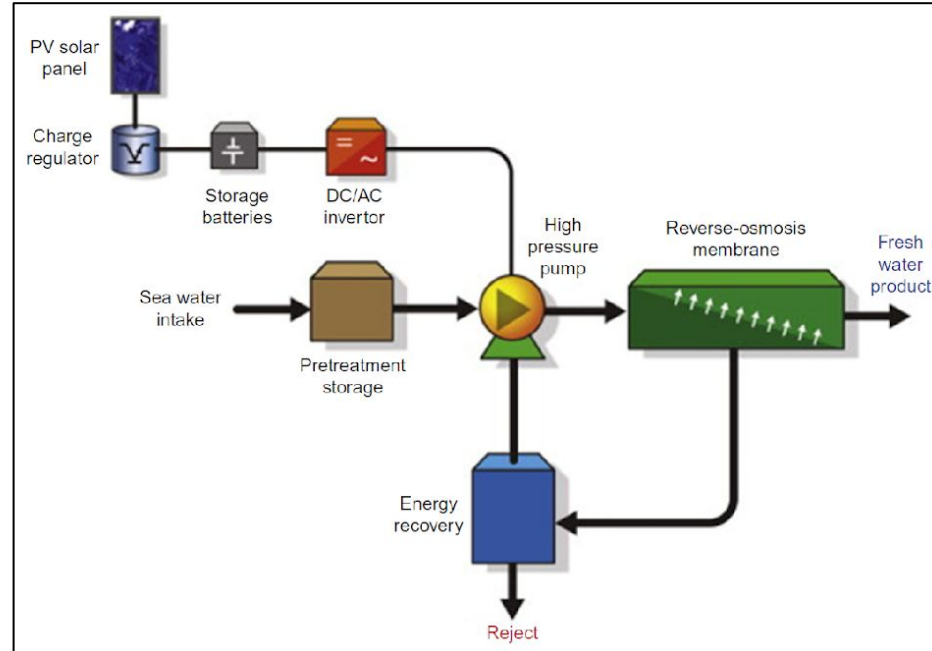 PV solar
panel
Charge
regulator
Storage
batteries
DC/AC
invertor
High
pressure
pump
Reverse-osmosis
membrane
Fresh
water
product
Sea water
intake
Pretreatment
storage
Energy
recovery
Reject